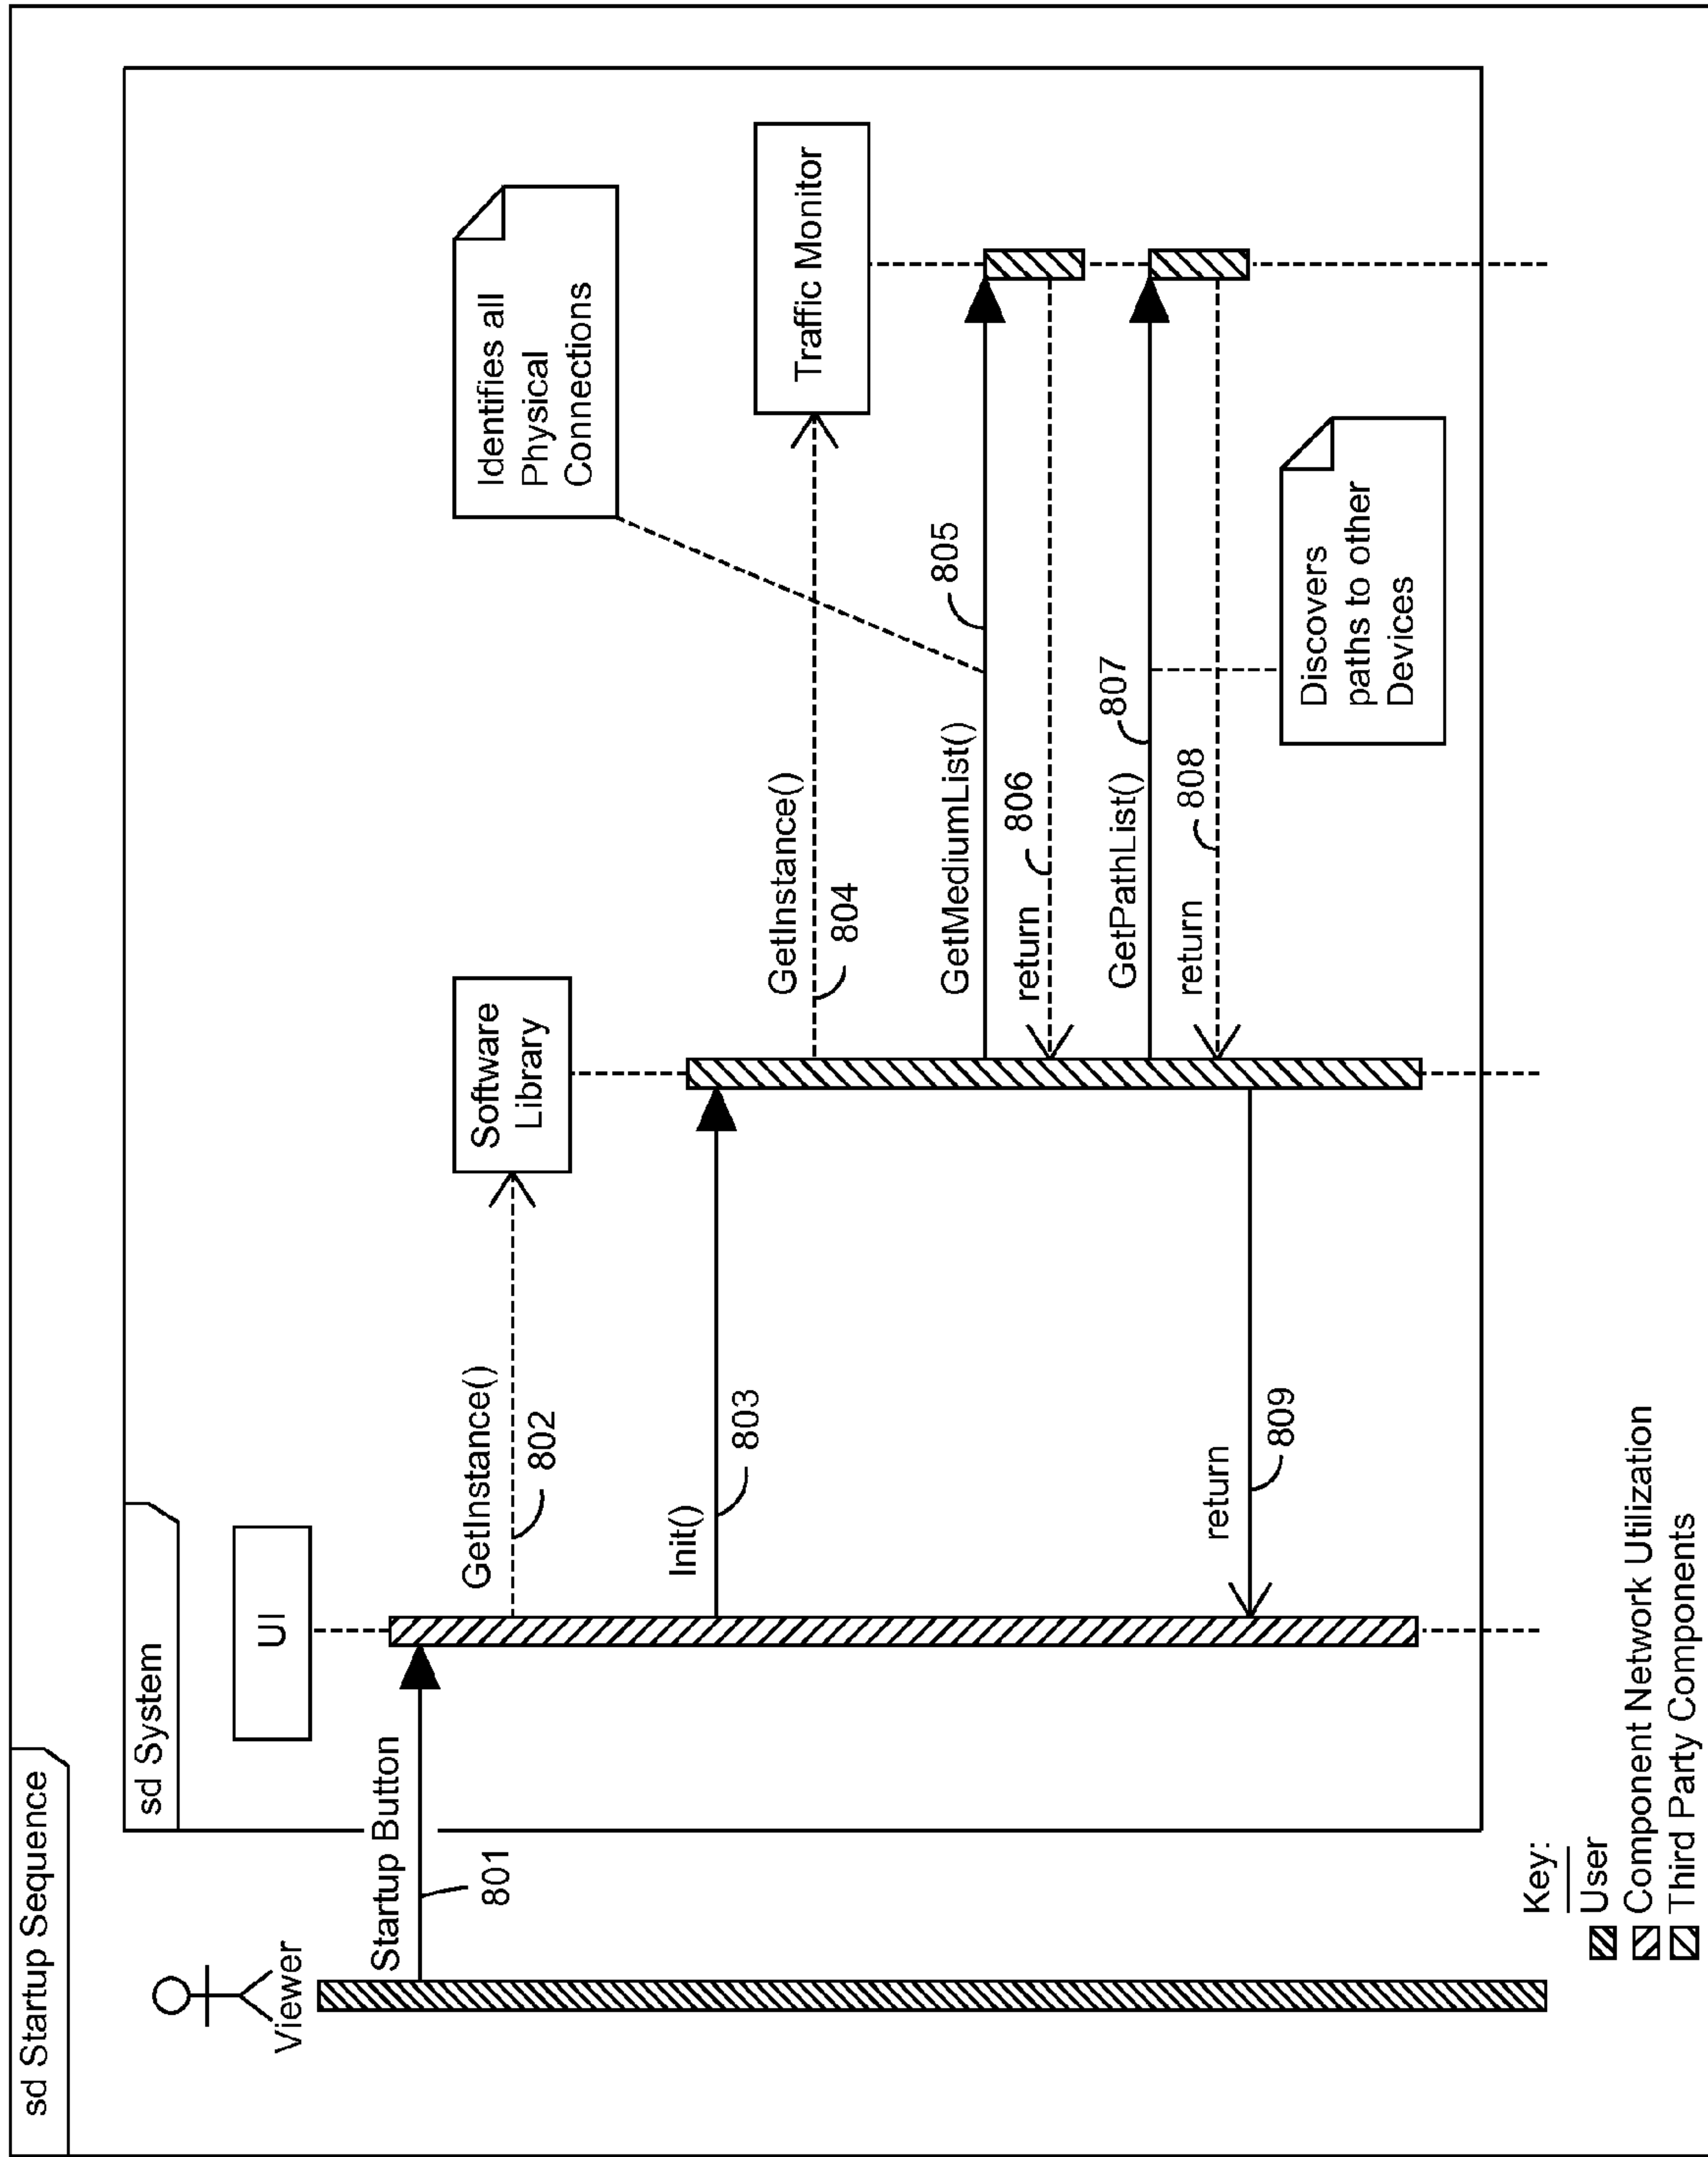 sd Startup Sequence
sd System
Viewer
UI
Startup Button
801
GetInstance()
802
Software
Library
Identifies all
Physical
Connections
Init()
803
GetInstance()
804
Traffic Monitor
GetMediumList()
805
return
806
GetPathList()
807
return
808
return
809
Discovers
paths to other
Devices
Key:
User
Component Network Utilization
Third Party Components